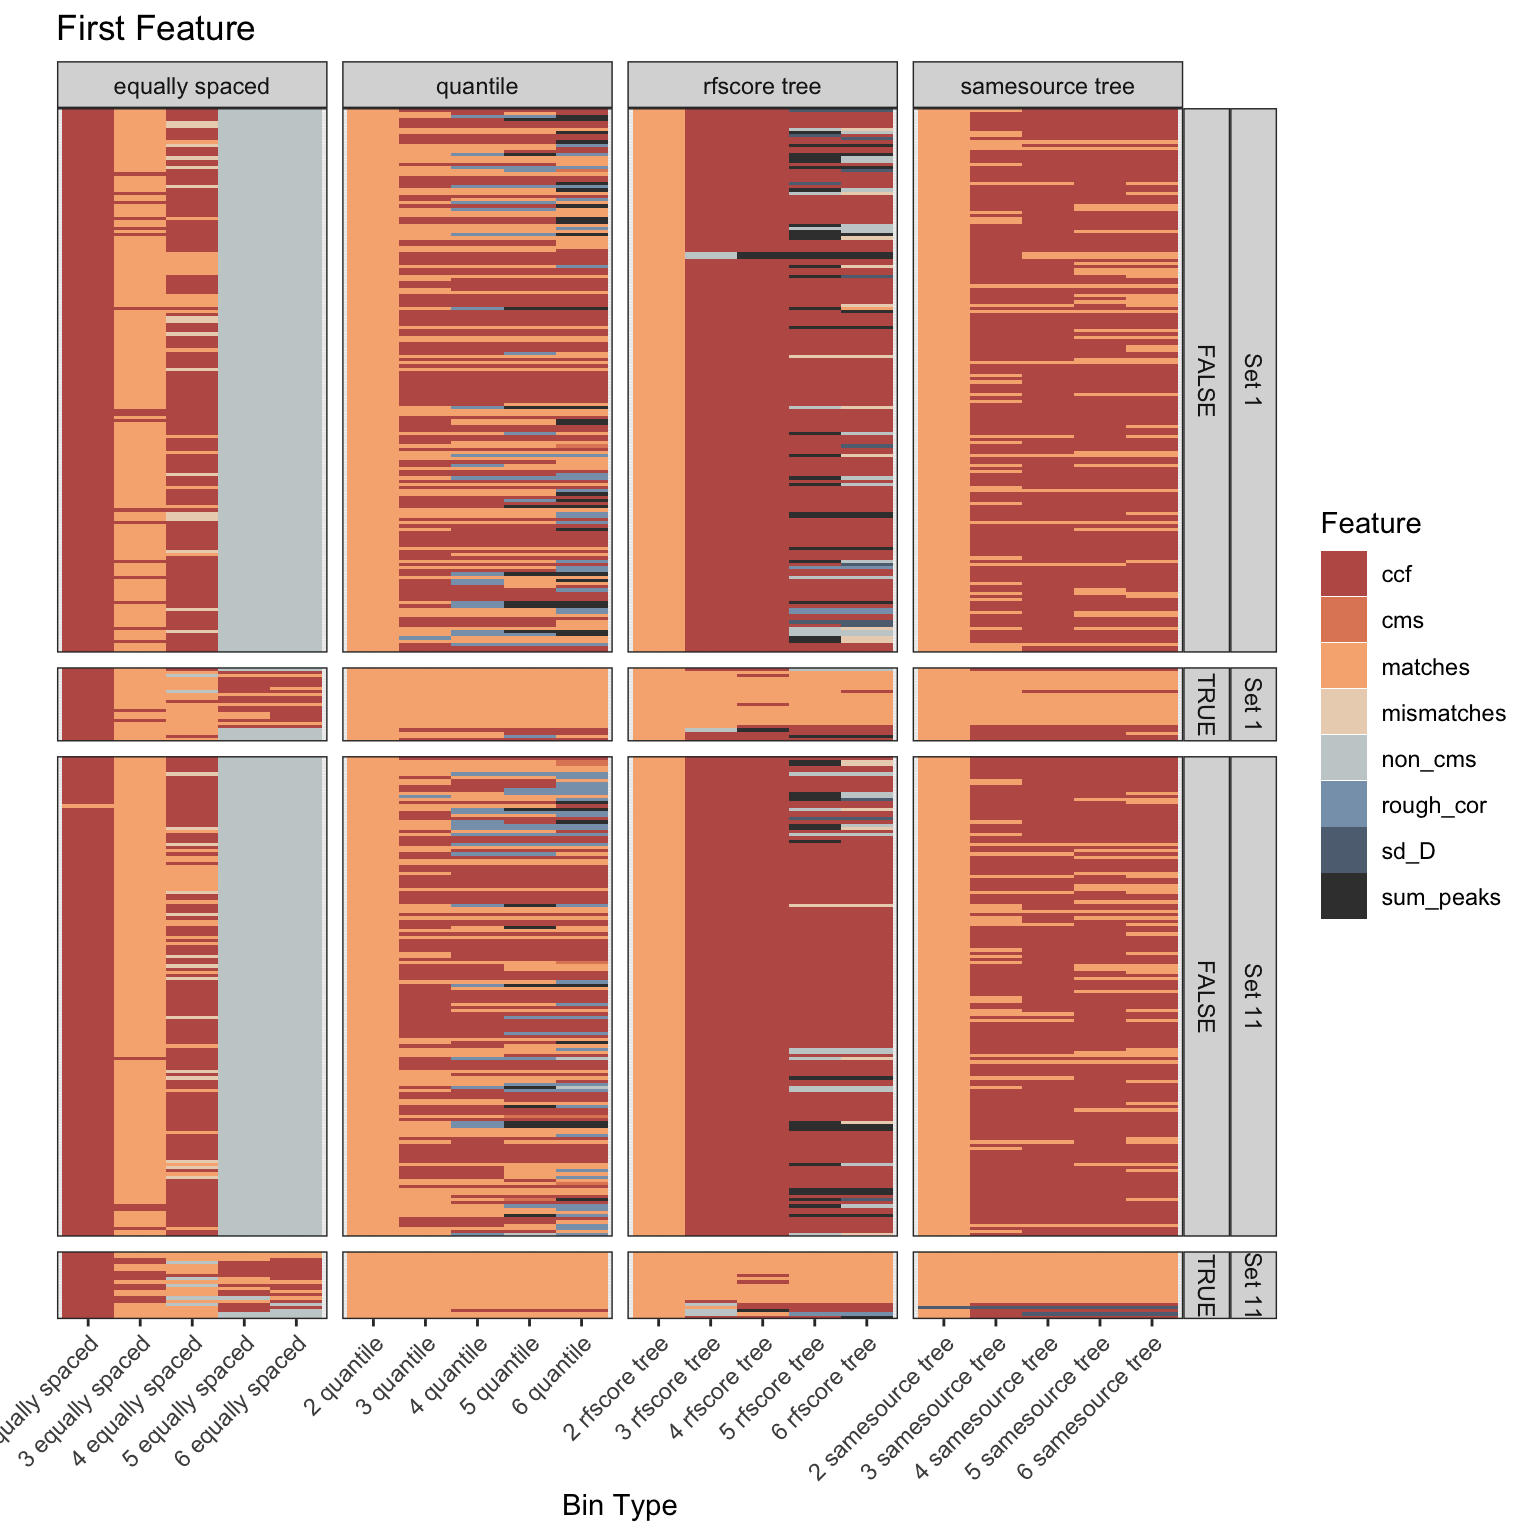 First Feature
equally spaced
quantile
rfscore tree
samesource tree
FALSE
Set 1
TRUE
Set 1
FALSE
Set 11
TRUE
Set 11
Feature
ccf
cms
matches
mismatches
non_cms
rough_cor
sd_D
sum_peaks
qually spaced
3 equally spaced
4 equally spaced
5 equally spaced
6 equally spaced
2 quantile
3 quantile
4 quantile
5 quantile
6 quantile
2 rfscore tree
3 rfscore tree
4 rfscore tree
5 rfscore tree
6 rfscore tree
2 samesource tree
3 samesource tree
4 samesource tree
5 samesource tree
6 samesource tree
Bin Type